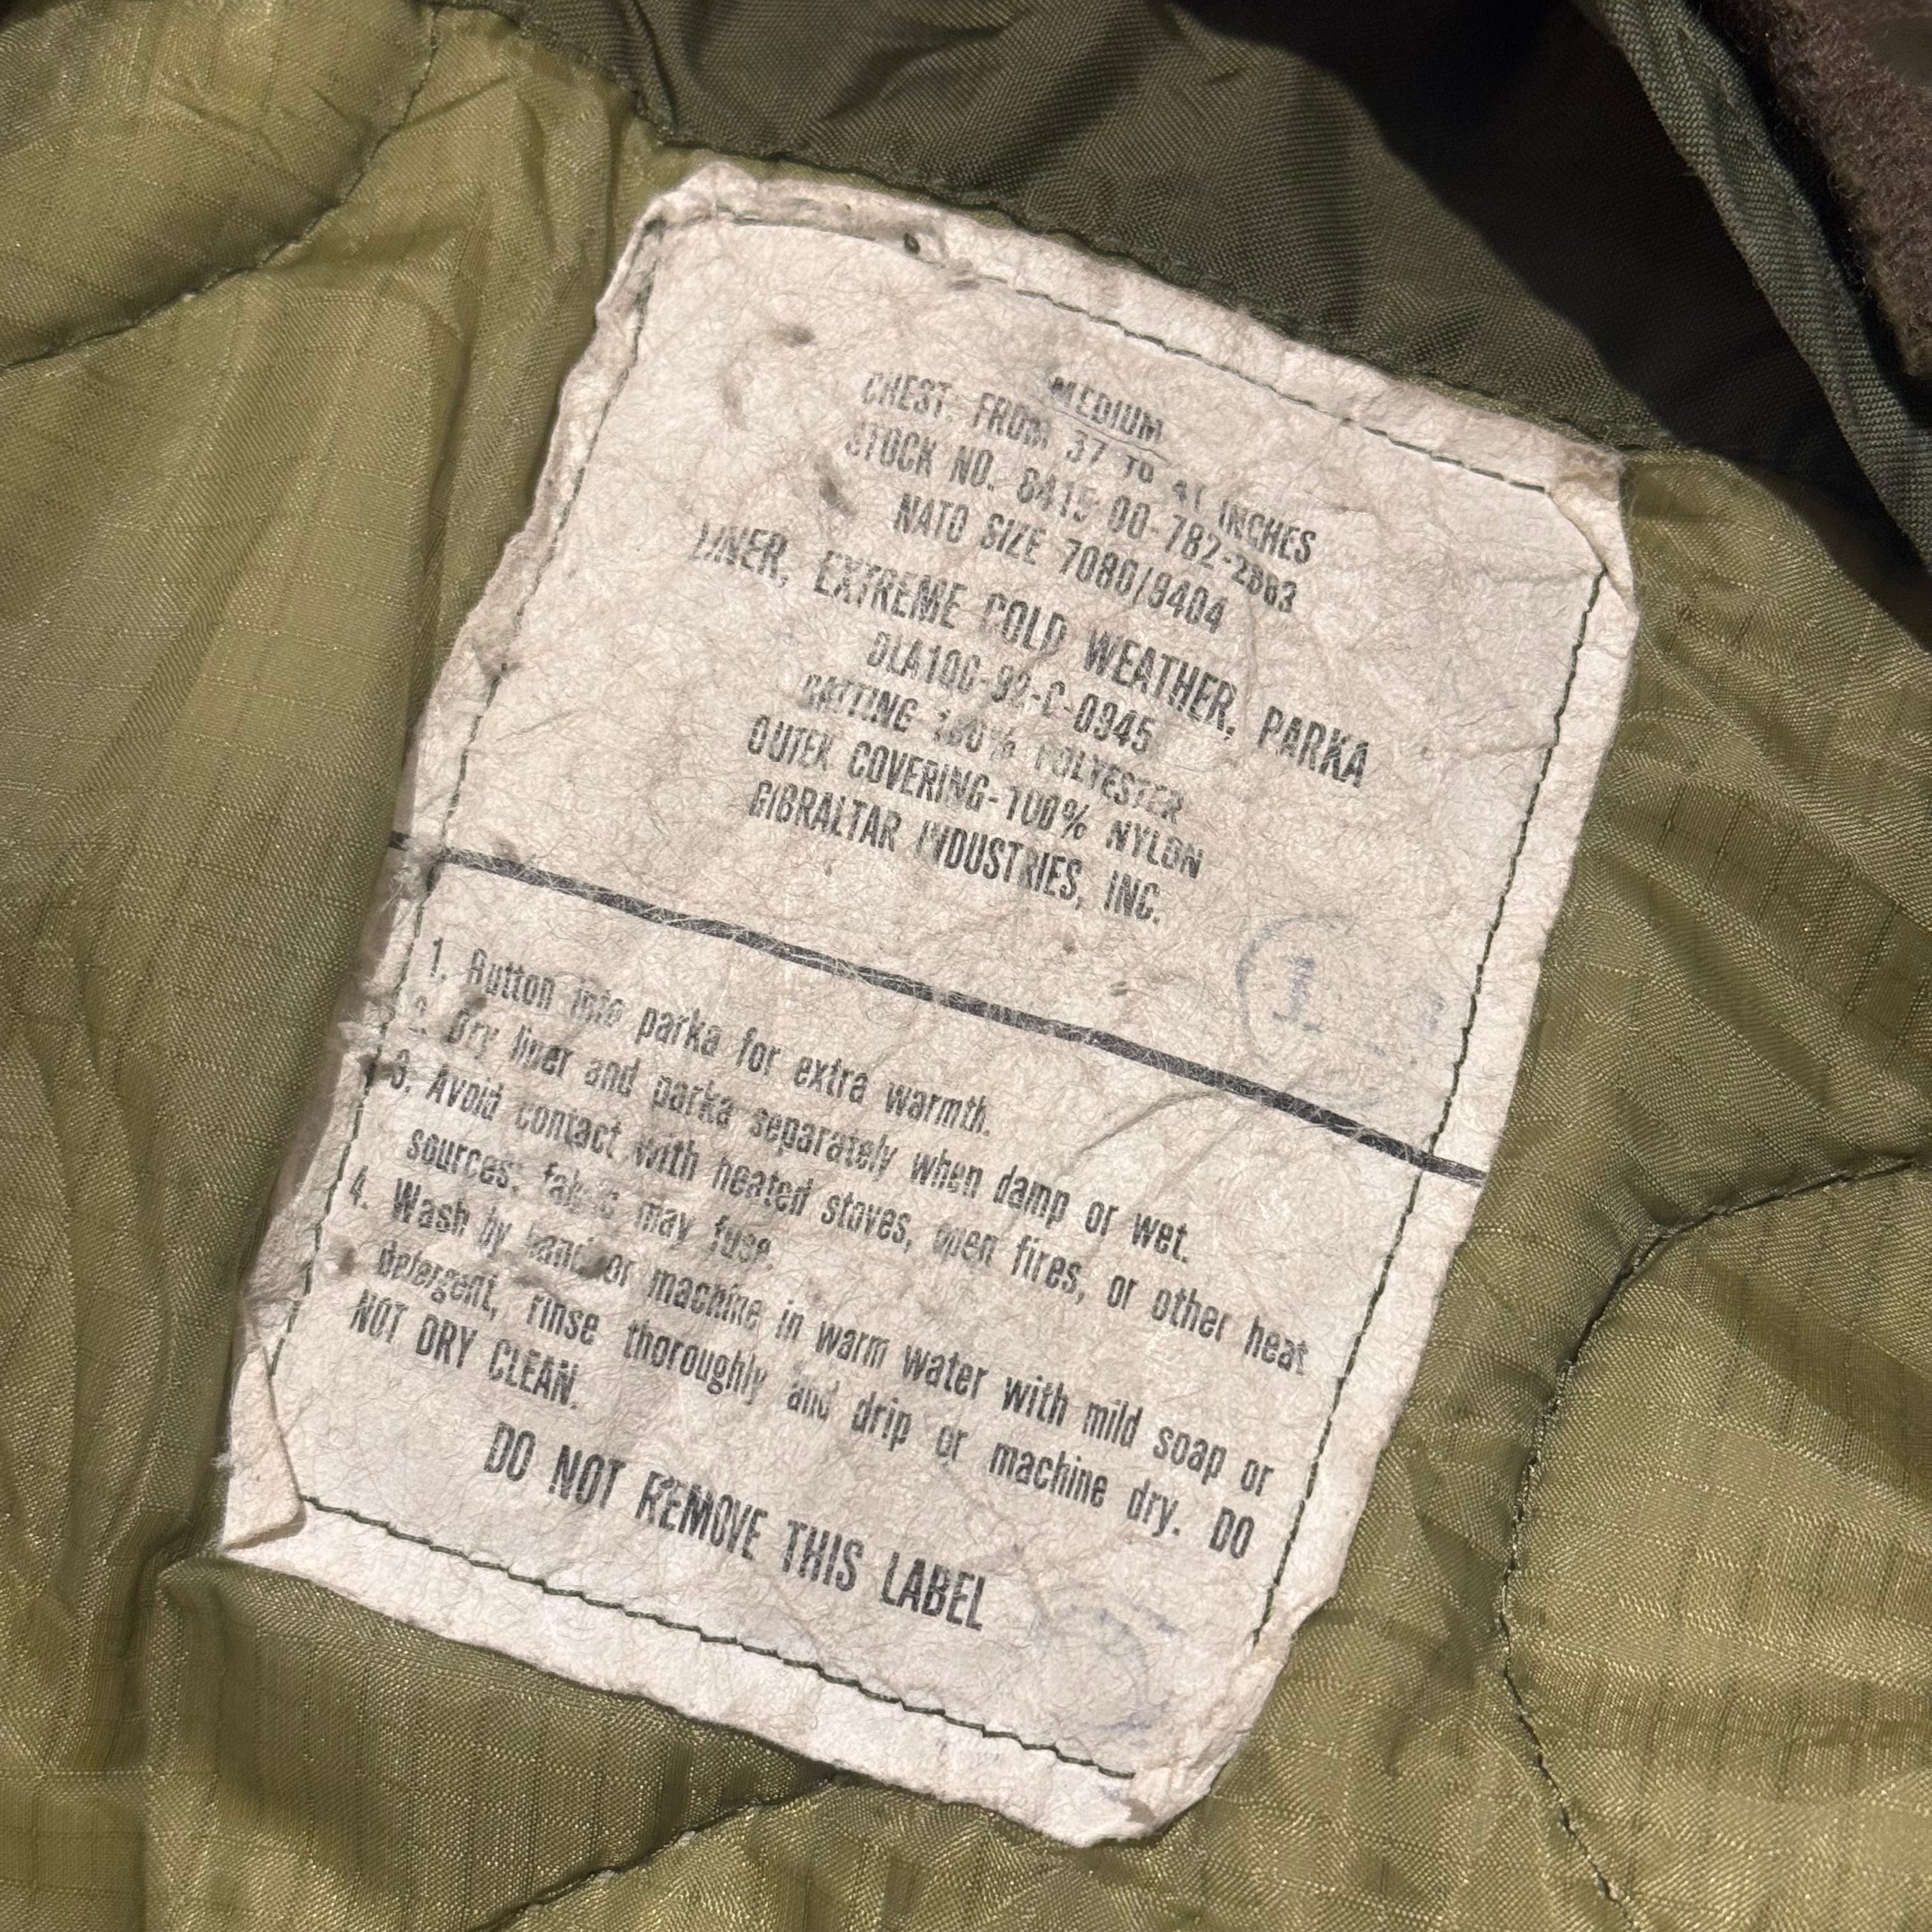 MEDIUM
CHEST: FROM 37 TO 41 INCHES
STOCK NO. 8415-00-782-2883
NATO SIZE 7080/9404
LINER, EXTREME COLD WEATHER, PARKA
DLA100-92-C-0945
BATTING 100% POLYESTER
OUTER COVERING-100% NYLON
GIBRALTAR INDUSTRIES, INC.
1. Button into parka for extra warmth.
2. Dry liner and parka separately when damp or wet.
3. Avoid contact with heated stoves, open fires, or other heat
sources: fabric may fuse.
4. Wash by hand or machine in warm water with mild soap or
detergent, rinse thoroughly and drip or machine dry. DO
NOT DRY CLEAN.
DO NOT REMOVE THIS LABEL